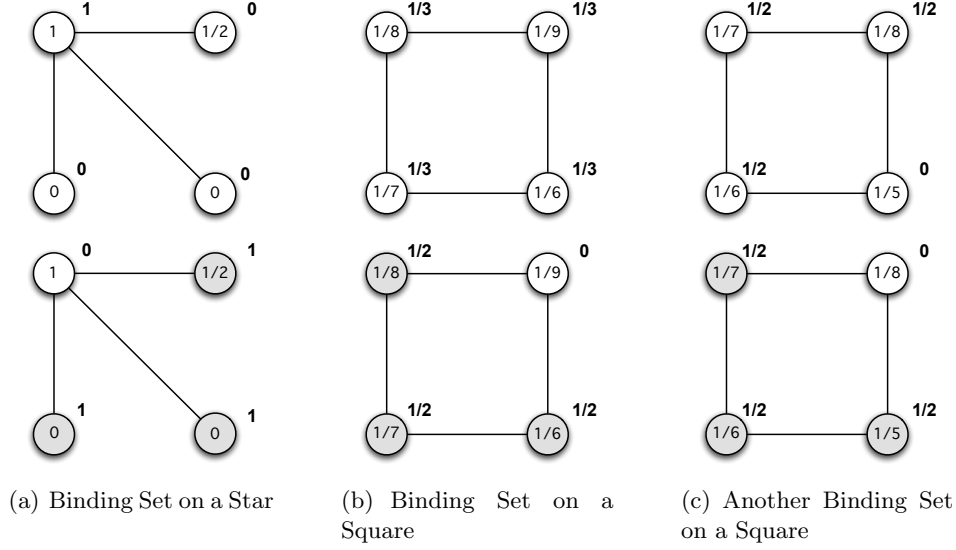 1 0 1/3 1/3 1/2 1/2
1 1/2 1/8 1/9 1/7 1/8
0 0 1/3 1/3 1/2 0
0 0 1/7 1/6 1/6 1/5
0 1 1/2 0 1/2 0
1 1/2 1/8 1/9 1/7 1/8
1 1 1/2 1/2 1/2 1/2
0 0 1/7 1/6 1/6 1/5
(a) Binding Set on a Star
(b) Binding Set on a
Square
(c) Another Binding Set
on a Square